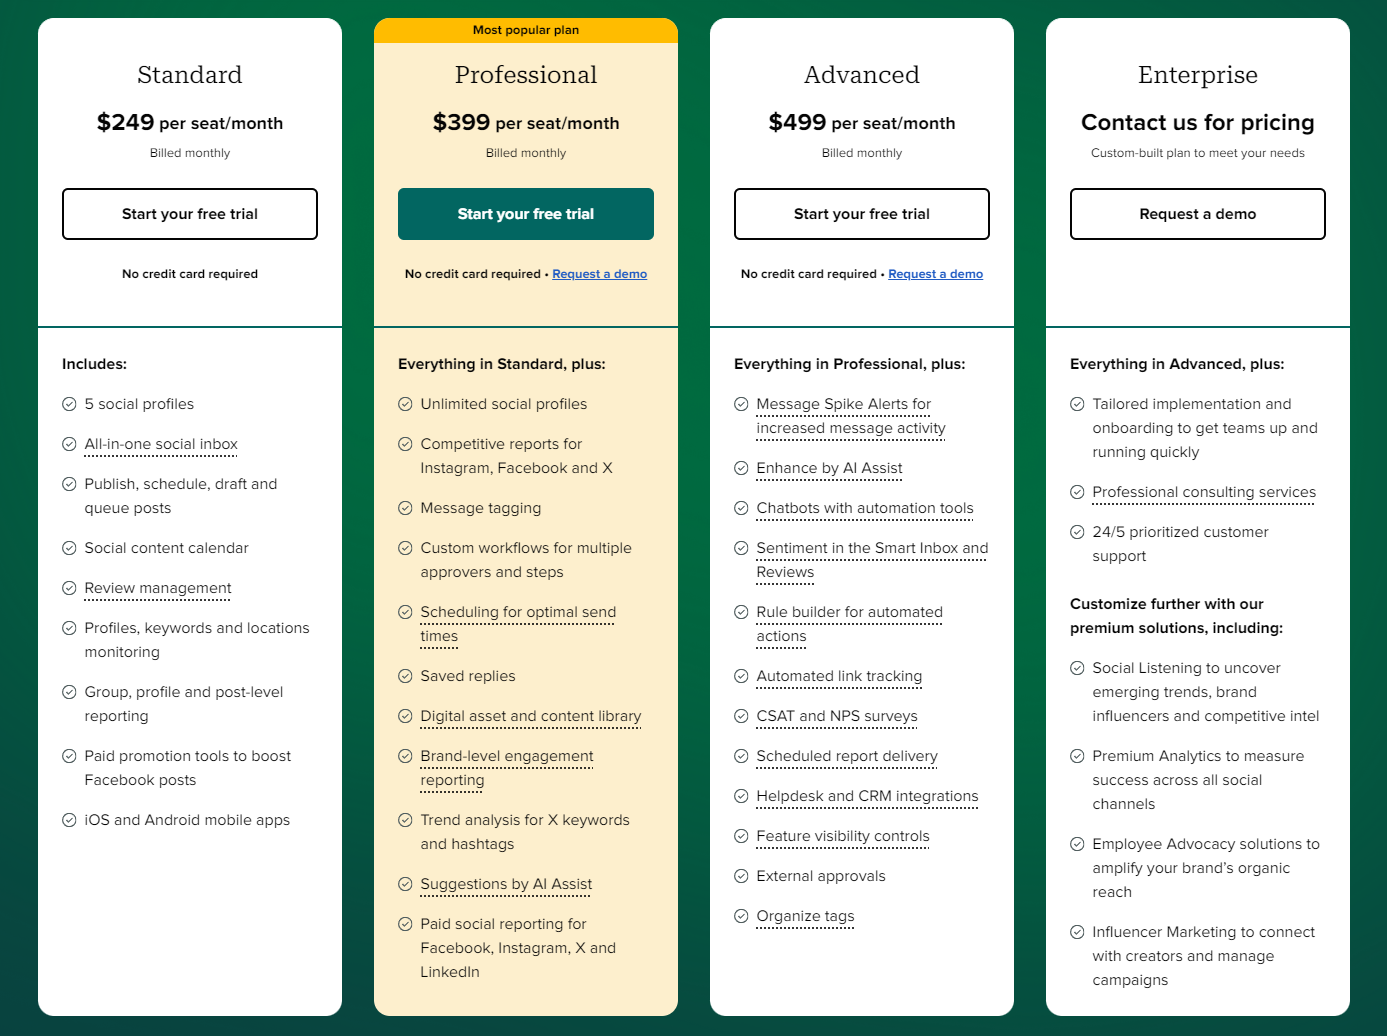 Standard
$249 per seat/month
Billed monthly
Start your free trial
No credit card required
Includes:
5 social profiles
All-in-one social inbox
Publish, schedule, draft and
queue posts
Social content calendar
Review management
Profiles, keywords and locations
monitoring
Group, profile and post-level
reporting
Paid promotion tools to boost
Facebook posts
iOS and Android mobile apps
Most popular plan
Professional
$399 per seat/month
Billed monthly
Start your free trial
No credit card required • Request a demo
Everything in Standard, plus:
Unlimited social profiles
Competitive reports for
Instagram, Facebook and X
Message tagging
Custom workflows for multiple
approvers and steps
Scheduling for optimal send
times
Saved replies
Digital asset and content library
Brand-level engagement
reporting
Trend analysis for X keywords
and hashtags
Suggestions by AI Assist
Paid social reporting for
Facebook, Instagram, X and
LinkedIn
Advanced
$499 per seat/month
Billed monthly
Start your free trial
No credit card required • Request a demo
Everything in Professional, plus:
Message Spike Alerts for
increased message activity
Enhance by AI Assist
Chatbots with automation tools
Sentiment in the Smart Inbox and
Reviews
Rule builder for automated
actions
Automated link tracking
CSAT and NPS surveys
Scheduled report delivery
Helpdesk and CRM integrations
Feature visibility controls
External approvals
Organize tags
Enterprise
Contact us for pricing
Custom-built plan to meet your needs
Request a demo
Everything in Advanced, plus:
Tailored implementation and
onboarding to get teams up and
running quickly
Professional consulting services
24/5 prioritized customer
support
Customize further with our
premium solutions, including:
Social Listening to uncover
emerging trends, brand
influencers and competitive intel
Premium Analytics to measure
success across all social
channels
Employee Advocacy solutions to
amplify your brand's organic
reach
Influencer Marketing to connect
with creators and manage
campaigns